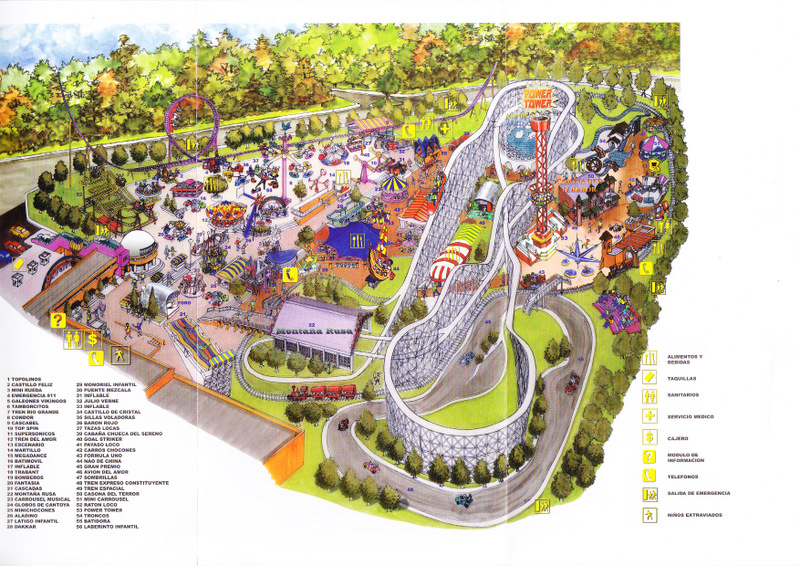 TOWER
TOWER
FORD
22
Montana Rusa
1 TOPOLINOS
2 CASTILLO FELIZ
3 MINI RUEDA
4 EMERGENCIA 911
5 GALEONES VIKINGOS
6 TAMBORCITOS
7 TREN RIO GRANDE
8 CONDOR
9 CASCABEL
10 TOP SPIN
11 SUPERSONICOS
12 TREN DEL AMOR
13 ESCENARIO
14 MARTILLO
15 MEGADANCE
16 BATIMOVIL
17 INFLABLE
18 TRABANT
19 BOMBEROS
20 FANTASIA
21 CASCADAS
22 MONTAÑA RUSA
23 CARROUSEL MUSICAL
24 GLOBOS DE CANTOYA
25 MINICHOCONES
26 ALADINO
27 LATIGO INFANTIL
28 DAKKAR
29 MONORIEL INFANTIL
30 PUENTE MEZCALA
31 INFLABLE
32 JULIO VERNE
33 INFLABLE
34 CASTILLO DE CRISTAL
35 SILLAS VOLADORAS
36 BARON ROJO
37 TAZAS LOCAS
39 CABAÑA CHUECA DEL SERENO
40 GOAL STRIKER
41 PAYASO LOCO
42 CARROS CHOCONES
43 FORMULA UNO
44 NAO DE CHINA
45 GRAN PREMIO
46 AVIÓN DEL AMOR
47 SOMBRILLAS
48 TREN EXPRESO CONSTITUYENTE
49 TREN ESPACIAL
50 CASONA DEL TERROR
51 MINI CARROUSEL
52 RATON LOCO
53 POWER TOWER
54 TRONCOS
55 BATIDORA
56 LABERINTO INFANTIL
ALIMENTOS Y
BEBIDAS
TAQUILLAS
SANITARIOS
SERVICIO MEDICO
CAJERO
MODULO DE
INFORMACION
TELEFONOS
SALIDA DE EMERGENCIA
NIÑOS EXTRAVIADOS